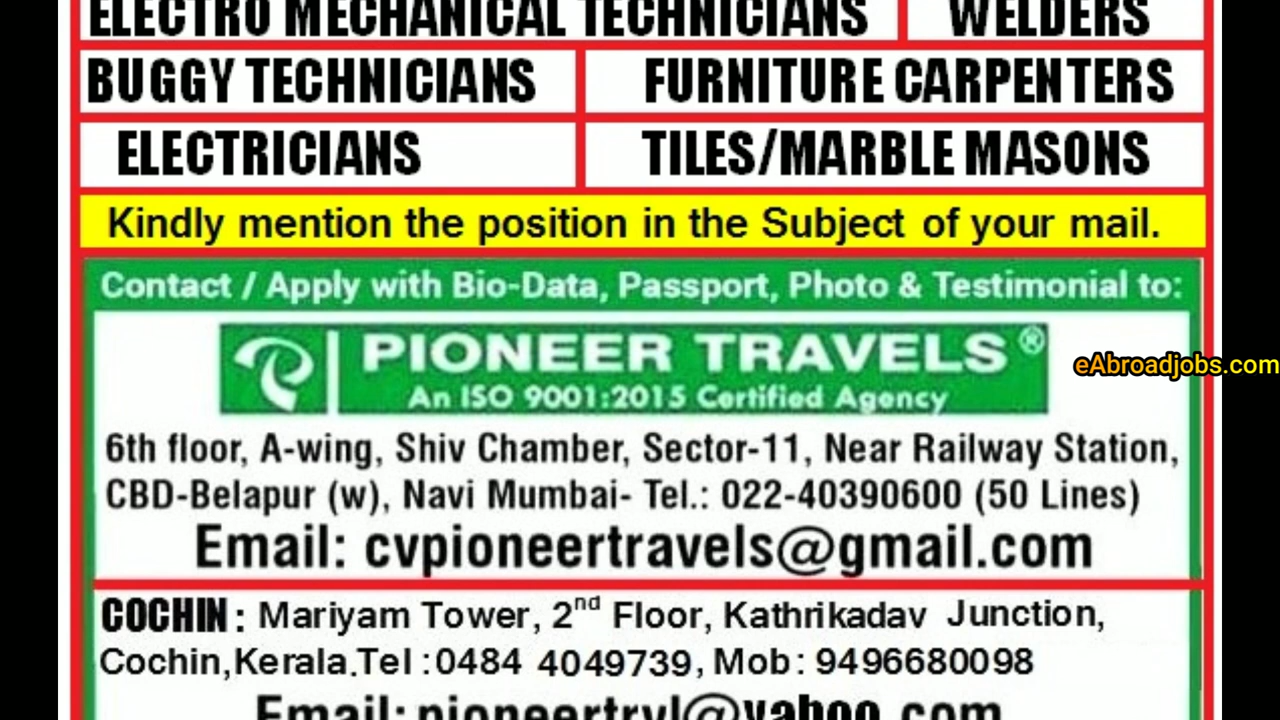 ELECTRO MECHANICAL TECHNICIANS WELDERS
BUGGY TECHNICIANS FURNITURE CARPENTERS
ELECTRICIANS TILES/MARBLE MASONS
Kindly mention the position in the Subject of your mail.
Contact / Apply with Bio-Data, Passport, Photo & Testimonial to:
PIONEER TRAVELS ®
An ISO 9001:2015 Certified Agency
eAbroadjobs.com
6th floor, A-wing, Shiv Chamber, Sector-11, Near Railway Station,
CBD-Belapur (w), Navi Mumbai- Tel.: 022-40390600 (50 Lines)
Email: cvpioneertravels@gmail.com
COCHIN: Mariyam Tower, 2nd Floor, Kathrikadav Junction,
Cochin,Kerala.Tel :0484 4049739, Mob: 9496680098
Email: pioneertrvl@yahoo.com